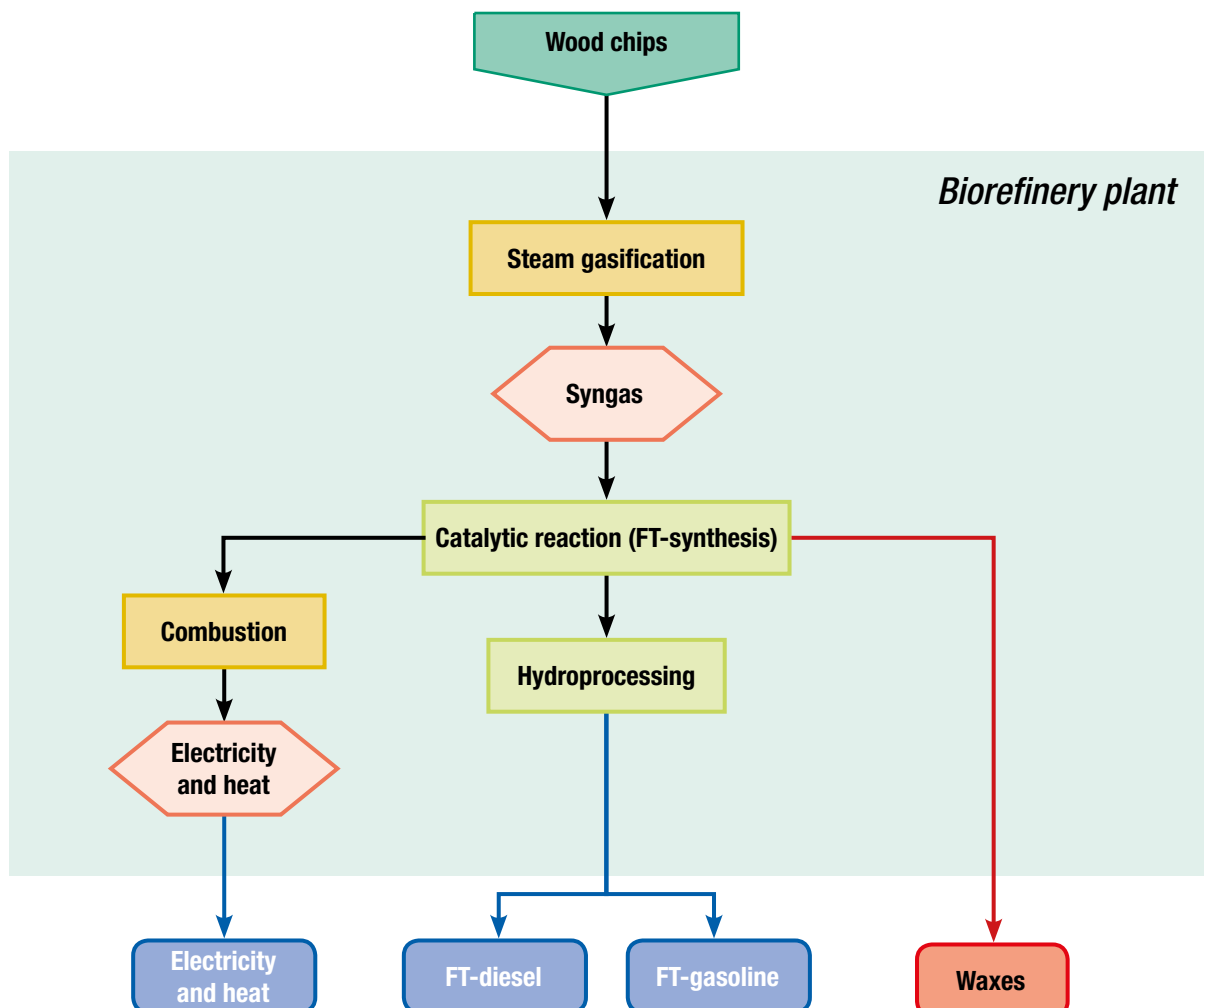 Wood chips
Biorefinery plant
Steam gasification
Syngas
Catalytic reaction (FT-synthesis)
Combustion
Hydroprocessing
Electricity
and heat
Electricity
and heat
FT-diesel
FT-gasoline
Waxes